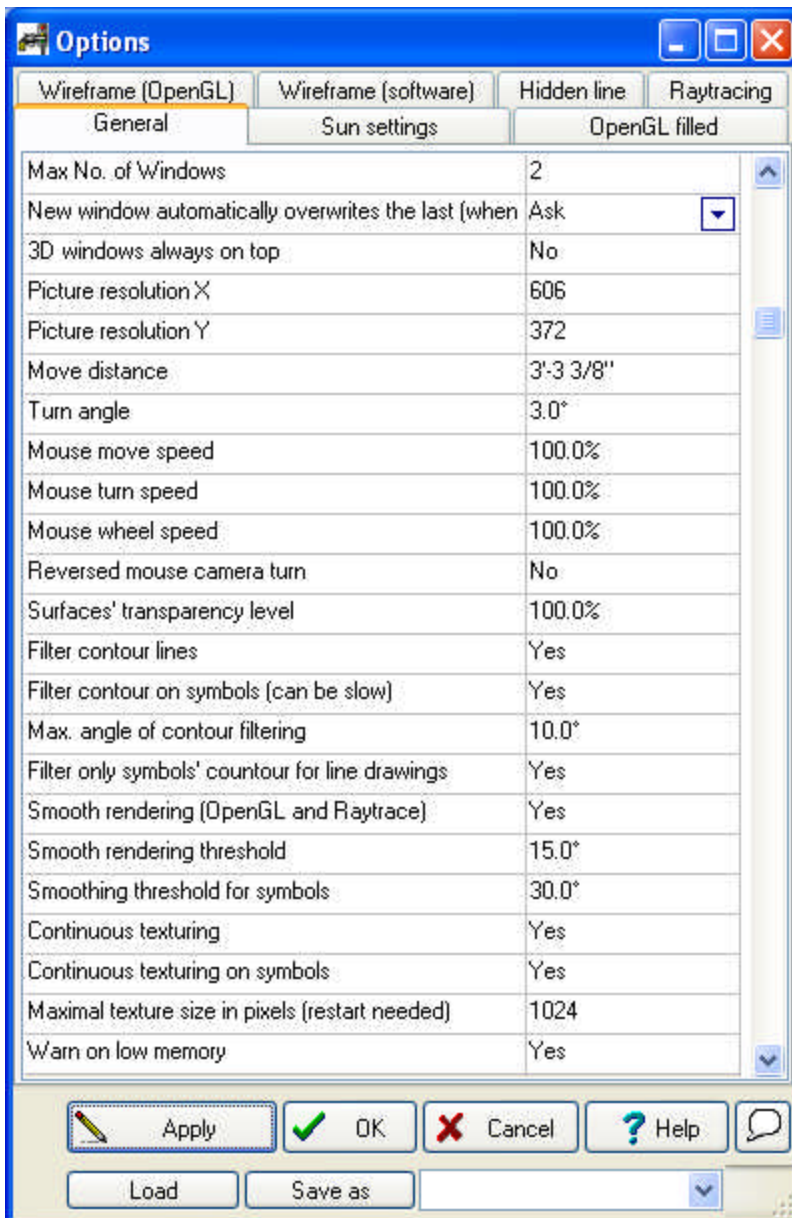 Options
Wireframe (OpenGL) Wireframe (software) Hidden line Raytracing
General Sun settings OpenGL filled
Max No. of Windows 2
New window automatically overwrites the last (when Ask
3D windows always on top No
Picture resolution X 606
Picture resolution Y 372
Move distance 3'-3 3/8"
Turn angle 3.0°
Mouse move speed 100.0%
Mouse turn speed 100.0%
Mouse wheel speed 100.0%
Reversed mouse camera turn No
Surfaces' transparency level 100.0%
Filter contour lines Yes
Filter contour on symbols (can be slow) Yes
Max. angle of contour filtering 10.0°
Filter only symbols' countour for line drawings Yes
Smooth rendering (OpenGL and Raytrace) Yes
Smooth rendering threshold 15.0°
Smoothing threshold for symbols 30.0°
Continuous texturing Yes
Continuous texturing on symbols Yes
Maximal texture size in pixels (restart needed) 1024
Warn on low memory Yes
Apply OK Cancel Help
Load Save as